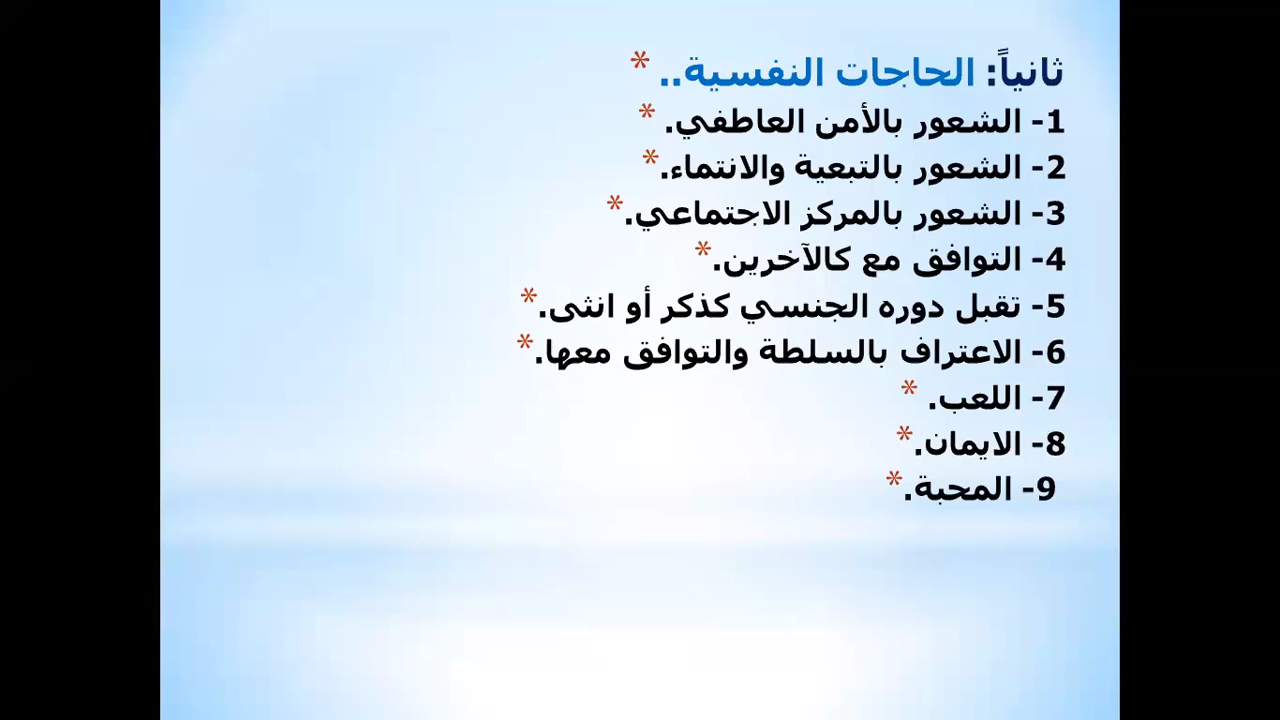 ثانياً: الحاجات النفسية.. *
1- الشعور بالأمن العاطفي. *
2- الشعور بالتبعية والانتماء.*
3- الشعور بالمركز الاجتماعي.*
4- التوافق مع كالآخرين.*
5- تقبل دوره الجنسي كذكر أو انثى.*
6- الاعتراف بالسلطة والتوافق معها.*
7- اللعب. *
8- الايمان.*
9- المحبة.*